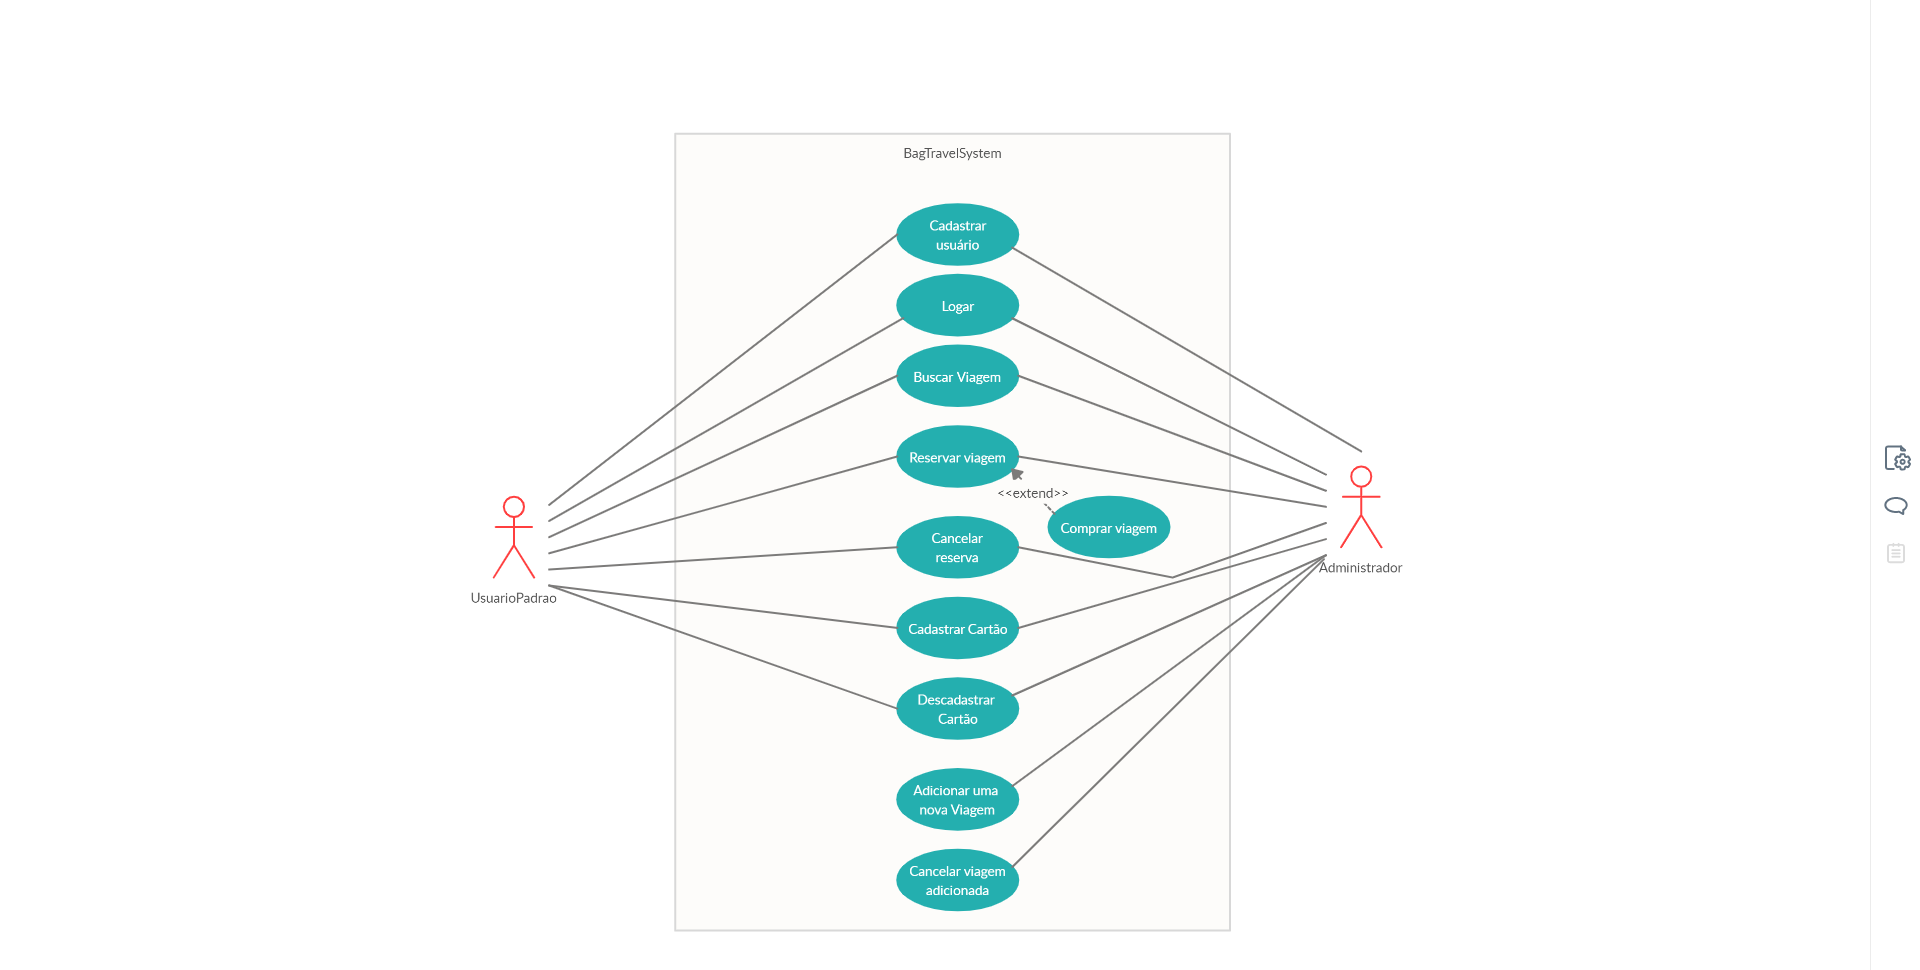 BagTravelSystem
Cadastrar
usuário
Logar
Buscar Viagem
Reservar viagem
<<extend>>
Comprar viagem
Cancelar
reserva
Administrador
UsuarioPadrao
Cadastrar Cartão
Descadastrar
Cartão
Adicionar uma
nova Viagem
Cancelar viagem
adicionada